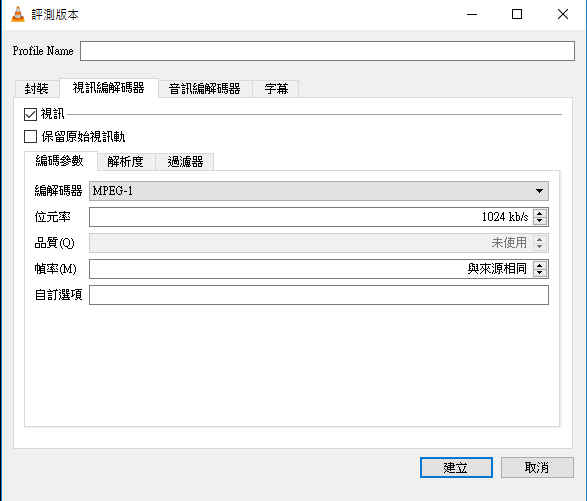 評測版本
Profile Name
封裝 視訊編解碼器 音訊編解碼器 字幕
視訊
保留原始視訊軌
編碼參數 解析度 過濾器
編解碼器 MPEG-1
位元率 1024 kb/s
品質(Q) 未使用
幀率(M) 與來源相同
自訂選項
建立 取消